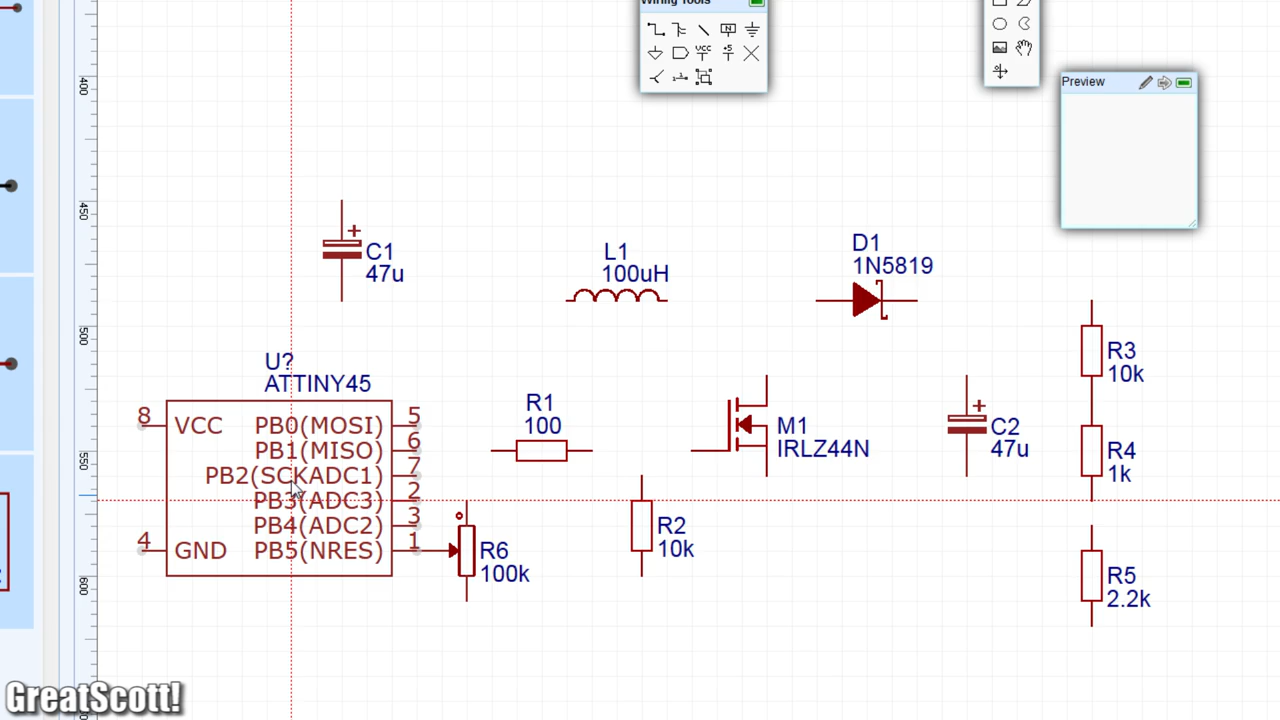 Wiring Tools
N
VCC
+5
Preview
400
450
500
550
600
C1
47u
L1
100uH
D1
1N5819
U?
ATTINY45
8
VCC
PB0(MOSI)
5
PB1(MISO)
6
PB2(SCKADC1)
7
PB3(ADC3)
2
PB4(ADC2)
3
4
GND
PB5(NRES)
1
R1
100
M1
IRLZ44N
R2
10k
R6
100k
C2
47u
R3
10k
R4
1k
R5
2.2k
GreatScott!